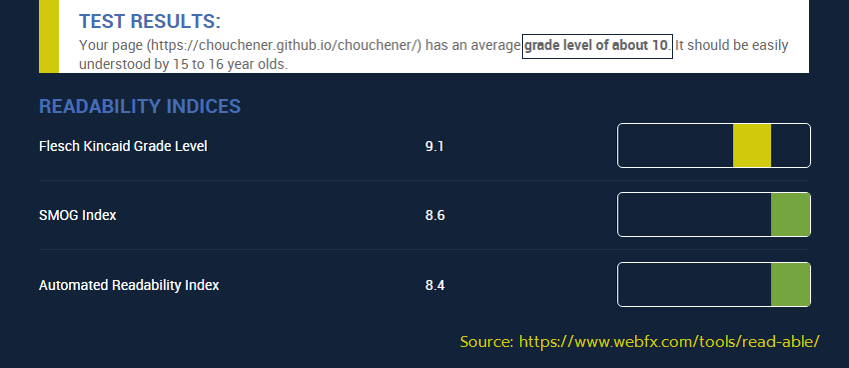 TEST RESULTS:
Your page (https://chouchener.github.io/chouchener/) has an average grade level of about 10. It should be easily
understood by 15 to 16 year olds.
READABILITY INDICES
Flesch Kincaid Grade Level 9.1
SMOG Index 8.6
Automated Readability Index 8.4
Source: https://www.webfx.com/tools/read-able/